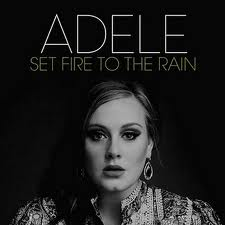 ADELE
SET FIRE TO THE RAIN